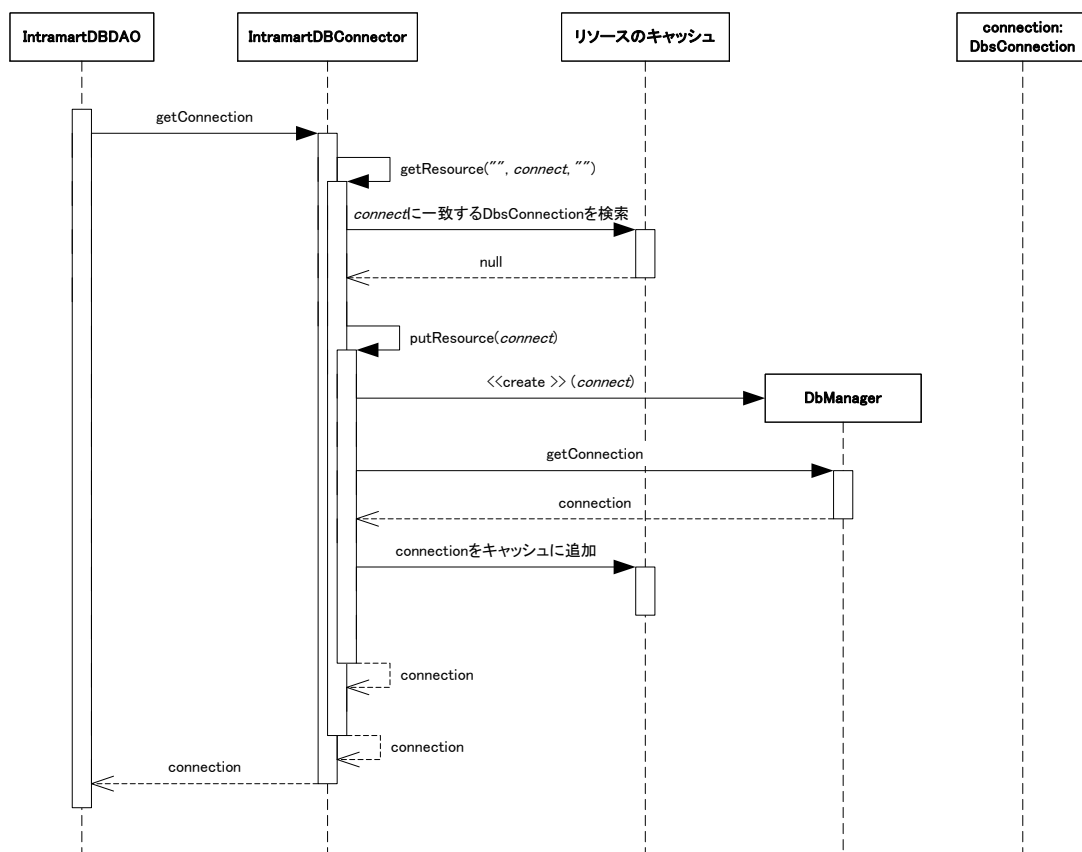 IntramartDBDAO
IntramartDBConnector
リソースのキャッシュ
connection:
DbsConnection
getConnection
getResource("", connect, "")
connectに一致するDbsConnectionを検索
null
putResource(connect)
<<create >> (connect)
DbManager
getConnection
connection
connectionをキャッシュに追加
connection
connection
connection